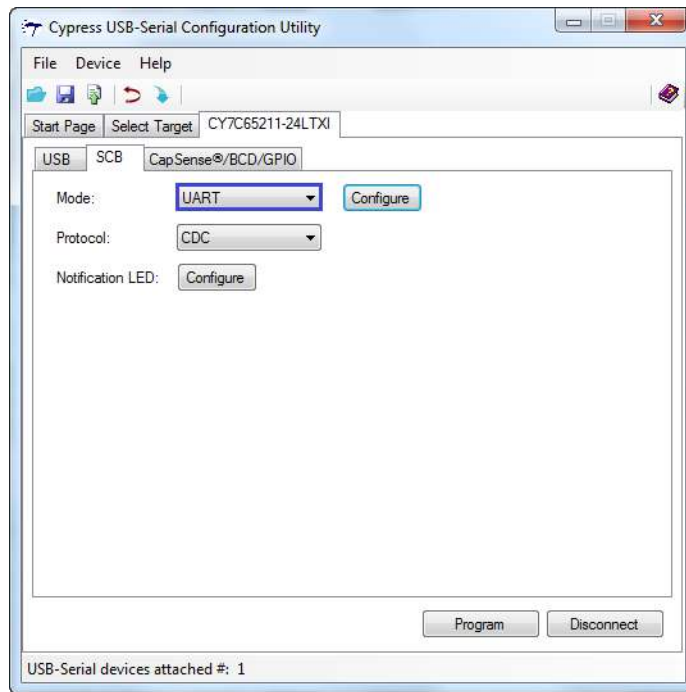 Cypress USB-Serial Configuration Utility
File Device Help
Start Page Select Target CY7C65211-24LTXI
USB SCB CapSense®/BCD/GPIO
Mode: UART Configure
Protocol: CDC
Notification LED: Configure
Program Disconnect
USB-Serial devices attached #: 1